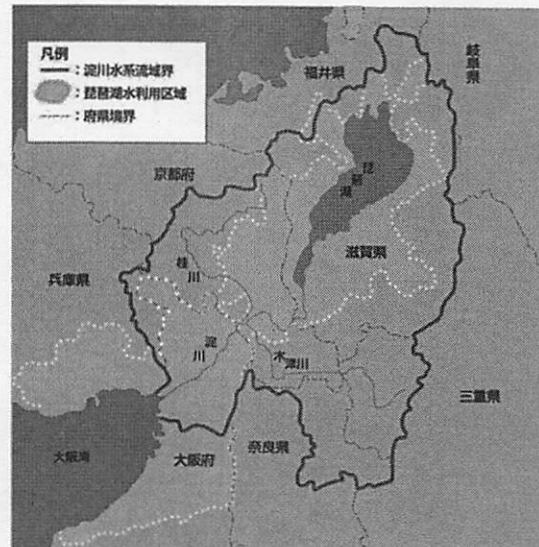 凡例
：淀川水系流域界
：琵琶湖水利用区域
：府県境界
福井県
岐阜県
京都府
琵琶湖
滋賀県
兵庫県
桂川
淀川
木津川
三重県
大阪湾
大阪府
奈良県